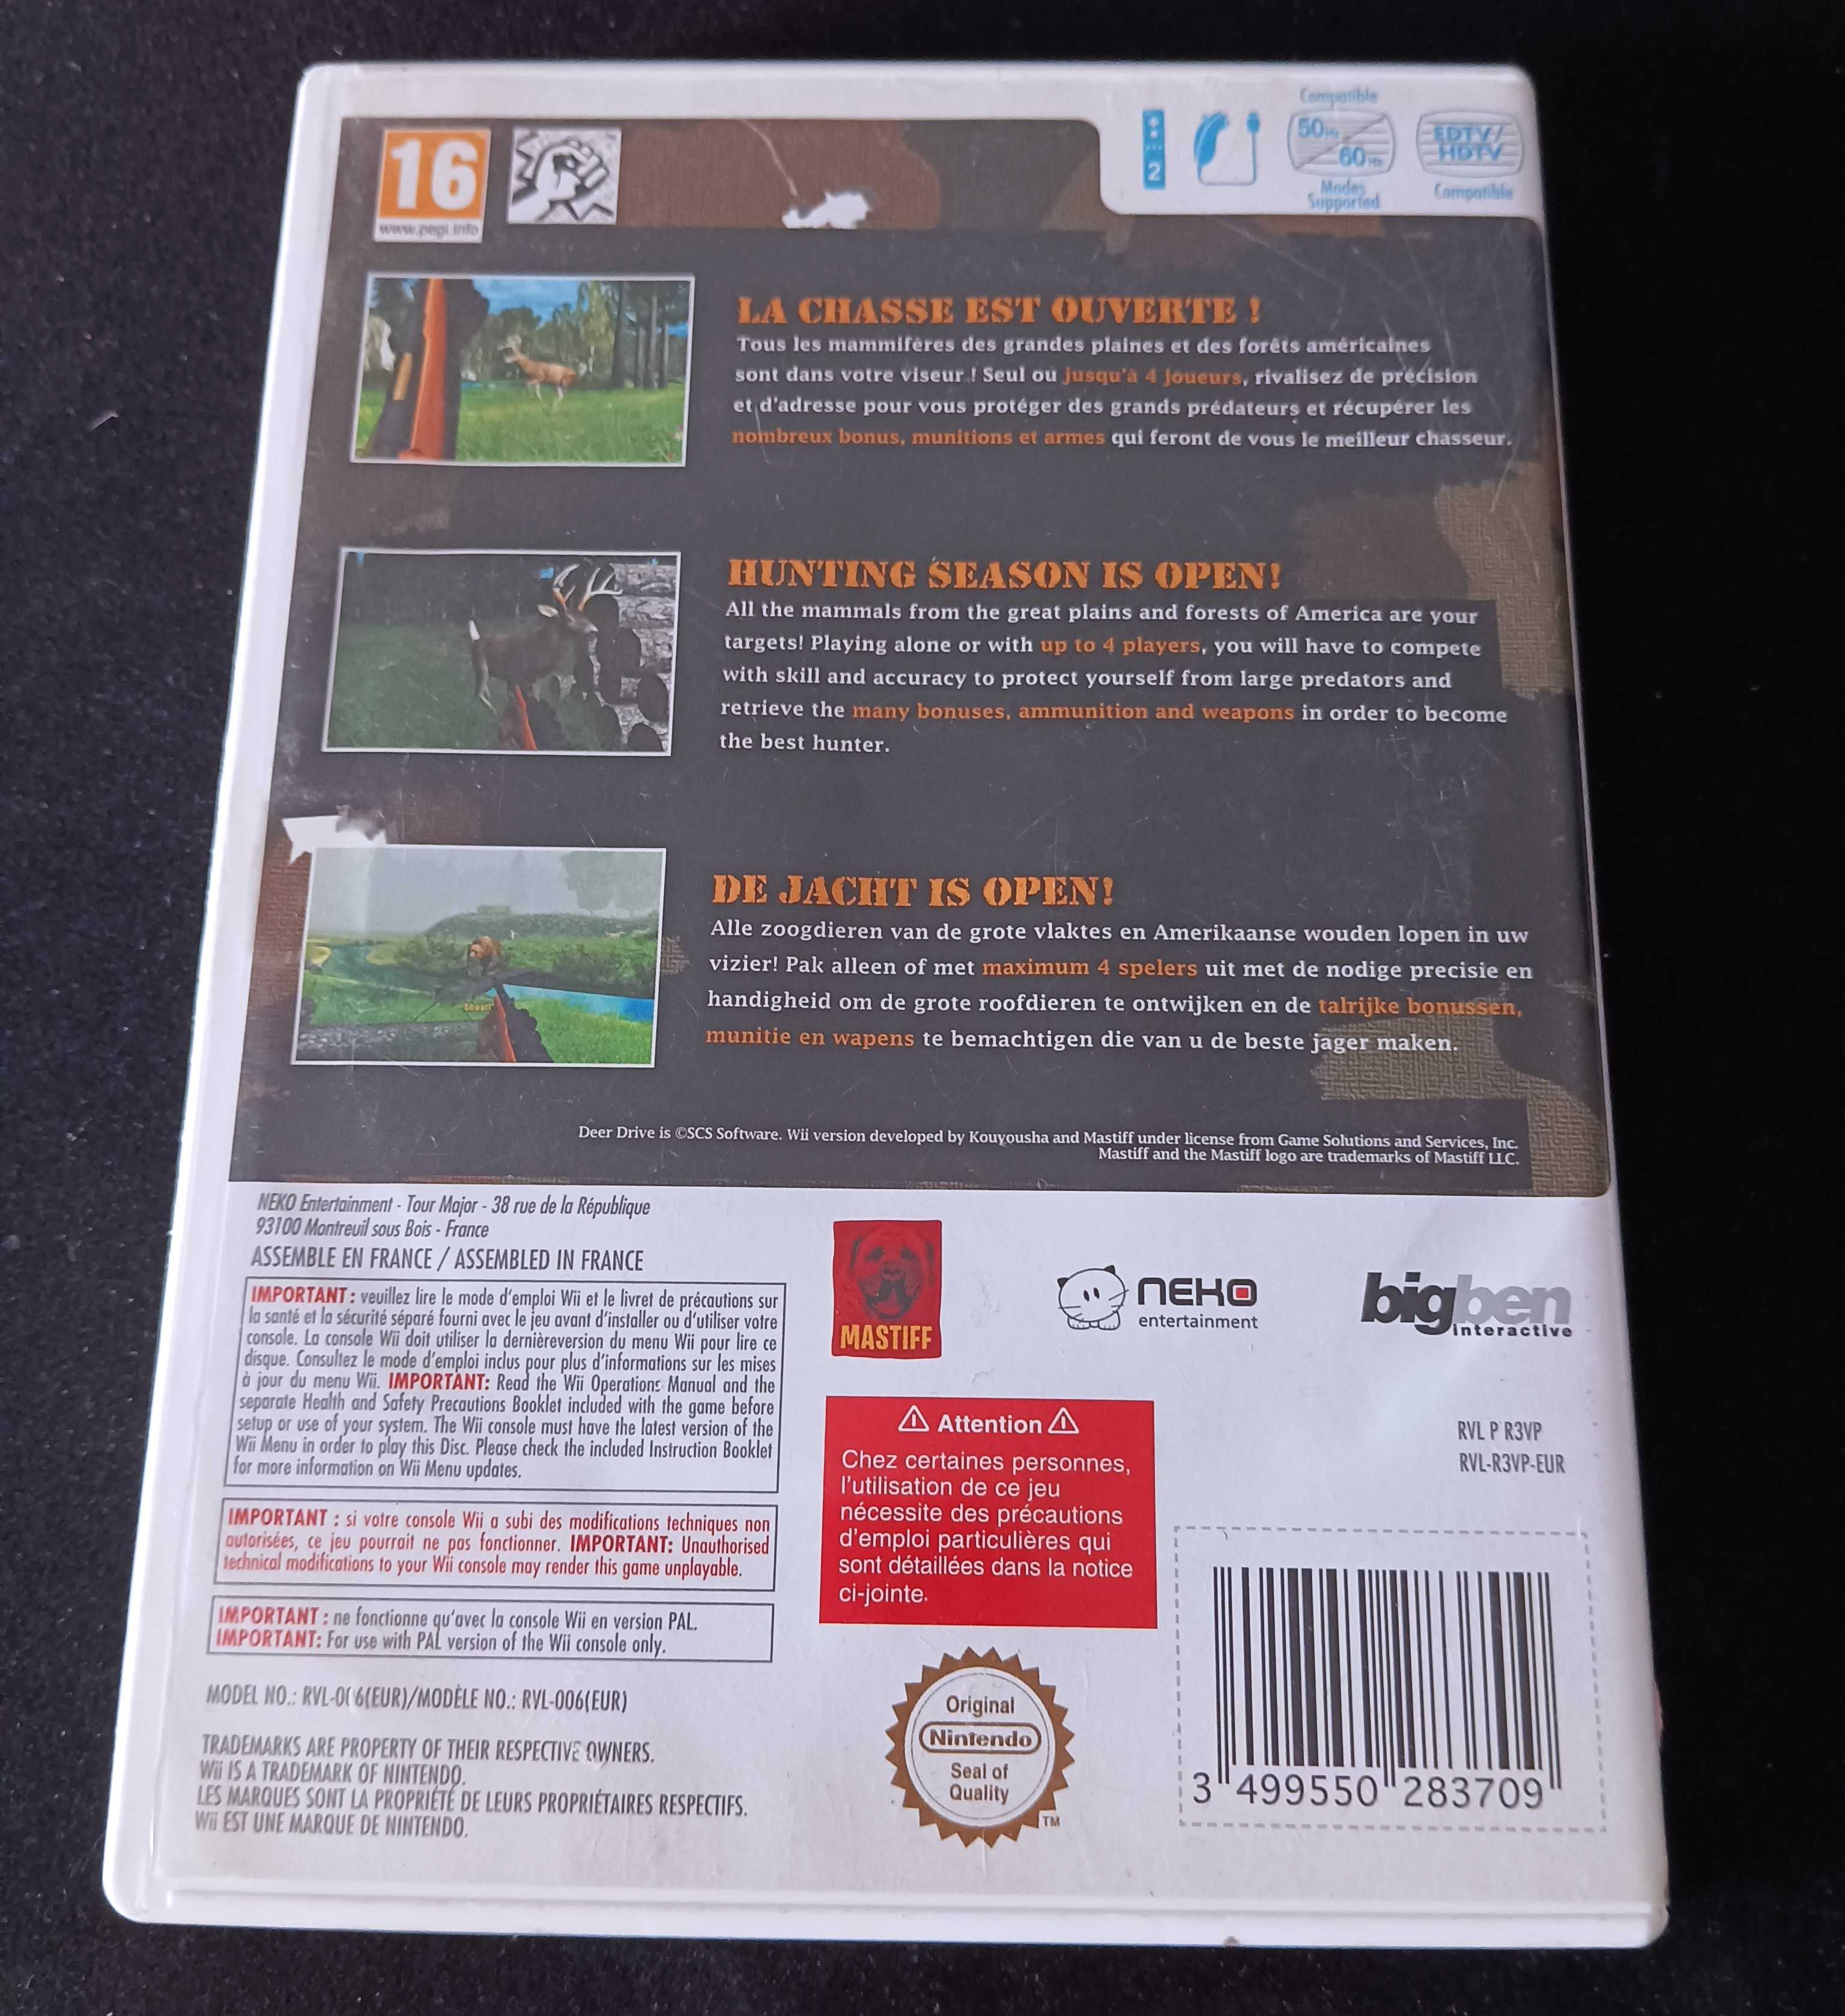 16
www.pegi.info
2
Compatible
50Hz
60Hz
Modes
Supported
EDTV/
HDTV
Compatible
LA CHASSE EST OUVERTE !
Tous les mammifères des grandes plaines et des forêts américaines
sont dans votre viseur ! Seul ou jusqu'à 4 joueurs, rivalisez de précision
et d'adresse pour vous protéger des grands prédateurs et récupérer les
nombreux bonus, munitions et armes qui feront de vous le meilleur chasseur.
HUNTING SEASON IS OPEN!
All the mammals from the great plains and forests of America are your
targets! Playing alone or with up to 4 players, you will have to compete
with skill and accuracy to protect yourself from large predators and
retrieve the many bonuses, ammunition and weapons in order to become
the best hunter.
DE JACHT IS OPEN!
Alle zoogdieren van de grote vlaktes en Amerikaanse wouden lopen in uw
vizier! Pak alleen of met maximum 4 spelers uit met de nodige precisie en
handigheid om de grote roofdieren te ontwijken en de talrijke bonussen,
munitie en wapens te bemachtigen die van u de beste jager maken.
Deer Drive is ©SCS Software. Wii version developed by Kouyousha and Mastiff under license from Game Solutions and Services, Inc.
Mastiff and the Mastiff logo are trademarks of Mastiff LLC.
NEKO Entertainment - Tour Major - 38 rue de la République
93100 Montreuil sous Bois - France
ASSEMBLE EN FRANCE / ASSEMBLED IN FRANCE
IMPORTANT : veuillez lire le mode d'emploi Wii et le livret de précautions sur
la santé et la sécurité séparé fourni avec le jeu avant d'installer ou d'utiliser votre
console. La console Wii doit utiliser la dernièreversion du menu Wii pour lire ce
disque. Consultez le mode d'emploi inclus pour plus d'informations sur les mises
à jour du menu Wii. IMPORTANT: Read the Wii Operations Manual and the
separate Health and Safety Precautions Booklet included with the game before
setup or use of your system. The Wii console must have the latest version of the
Wii Menu in order to play this Disc. Please check the included Instruction Booklet
for more information on Wii Menu updates.
IMPORTANT : si votre console Wii a subi des modifications techniques non
autorisées, ce jeu pourrait ne pas fonctionner. IMPORTANT: Unauthorised
technical modifications to your Wii console may render this game unplayable.
IMPORTANT : ne fonctionne qu'avec la console Wii en version PAL.
IMPORTANT: For use with PAL version of the Wii console only.
MODEL NO.: RVL-006(EUR)/MODÈLE NO.: RVL-006(EUR)
TRADEMARKS ARE PROPERTY OF THEIR RESPECTIVE OWNERS.
Wii IS A TRADEMARK OF NINTENDO.
LES MARQUES SONT LA PROPRIÉTÉ DE LEURS PROPRIÉTAIRES RESPECTIFS.
Wii EST UNE MARQUE DE NINTENDO.
MASTIFF
NEKO
entertainment
bigben
interactive
Attention
Chez certaines personnes,
l'utilisation de ce jeu
nécessite des précautions
d'emploi particulières qui
sont détaillées dans la notice
ci-jointe.
RVL P R3VP
RVL-R3VP-EUR
Original
Nintendo
Seal of
Quality
TM
3 499550 283709